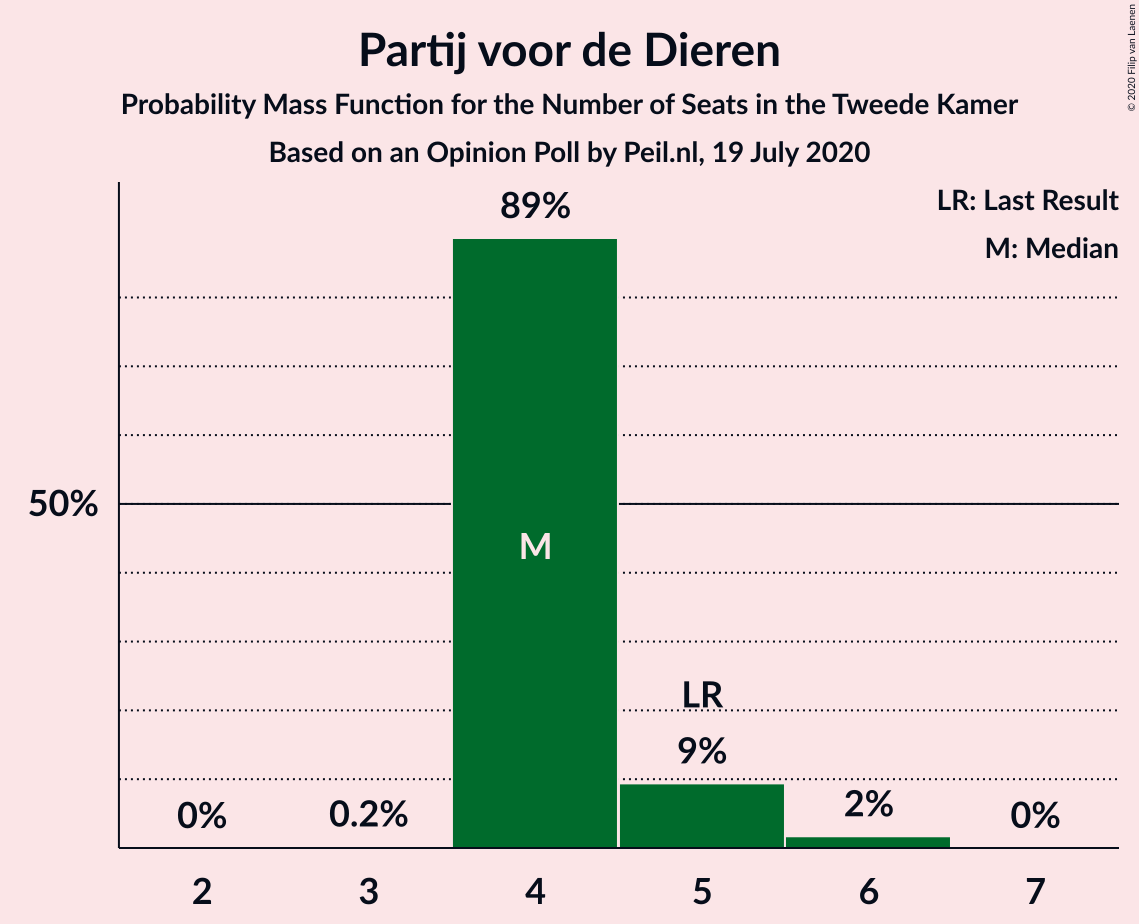 Partij voor de Dieren
Probability Mass Function for the Number of Seats in the Tweede Kamer
Based on an Opinion Poll by Peil.nl, 19 July 2020
© 2020 Filip van Laenen
LR: Last Result
M: Median
89%
50%
M
LR
9%
0%
0.2%
2%
0%
2 3 4 5 6 7